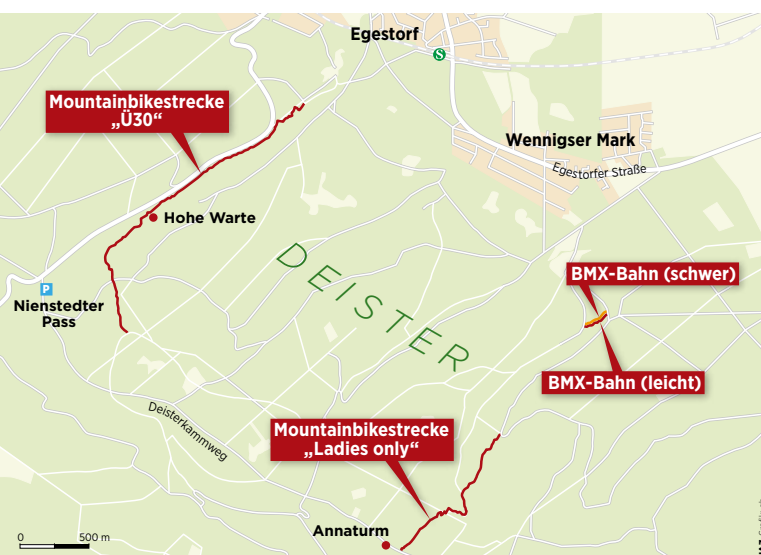 Egestorf
S
Mountainbikestrecke
„Ü30“
Wennigser Mark
Egestorfer Straße
Hohe Warte
DEISTER
BMX-Bahn (schwer)
P
Nienstedter
Pass
BMX-Bahn (leicht)
Deisterkammweg
Mountainbikestrecke
„Ladies only“
Annaturm
0 500 m